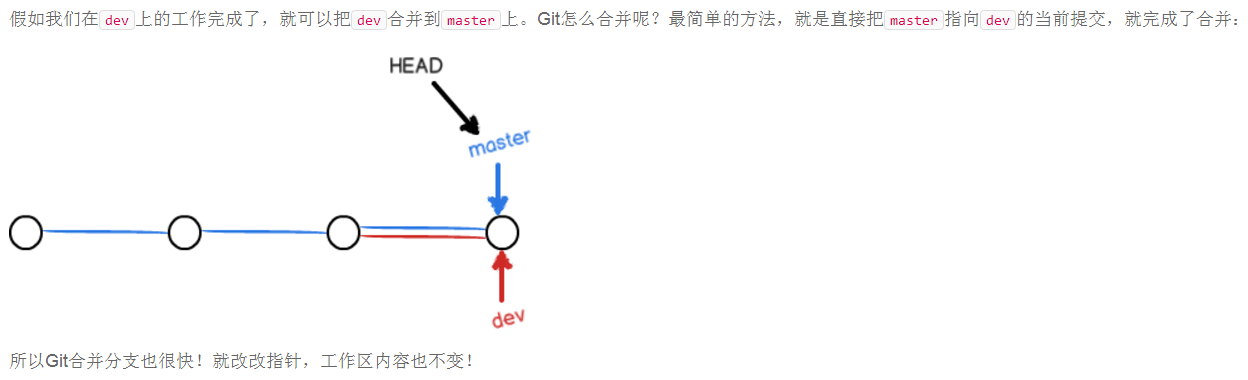 假如我们在dev上的工作完成了，就可以把dev合并到master上。Git怎么合并呢？最简单的方法，就是直接把master指向dev的当前提交，就完成了合并：
HEAD
master
dev
所以Git合并分支也很快！就改改指针，工作区内容也不变！